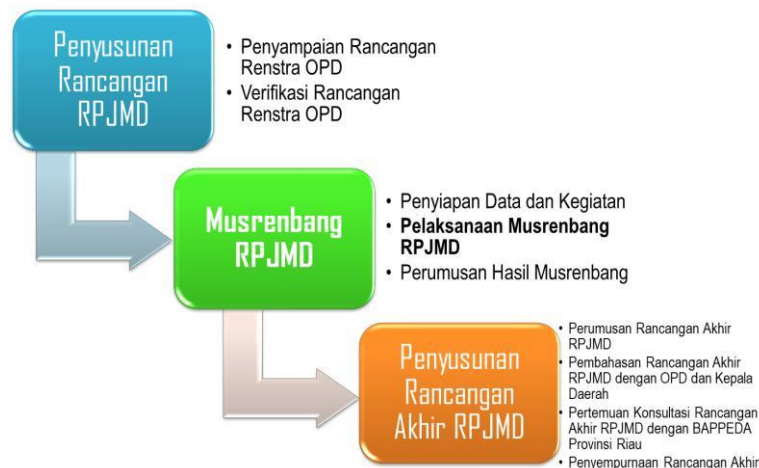 Penyusunan
Rancangan
RPJMD
• Penyampaian Rancangan
Renstra OPD
• Verifikasi Rancangan
Renstra OPD
Musrenbang
RPJMD
• Penyiapan Data dan Kegiatan
• Pelaksanaan Musrenbang
RPJMD
• Perumusan Hasil Musrenbang
Penyusunan
Rancangan
Akhir RPJMD
• Perumusan Rancangan Akhir
RPJMD
• Pembahasan Rancangan Akhir
RPJMD dengan OPD dan Kepala
Daerah
• Pertemuan Konsultasi Rancangan
Akhir RPJMD dengan BAPPEDA
Provinsi Riau
• Penyempurnaan Rancangan Akhir